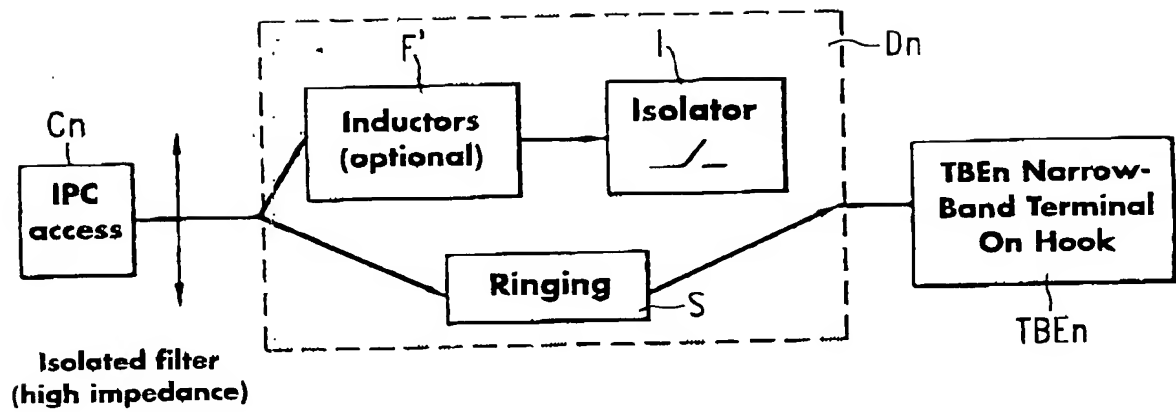 F'
I
Dn
Cn
Inductors
(optional)
Isolator
IPC
access
TBEn Narrow-
Band Terminal
On Hook
Ringing
S
TBEn
Isolated filter
(high impedance)